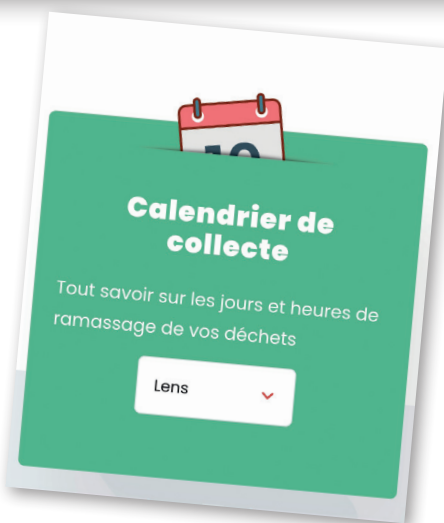 Calendrier de
collecte
Tout savoir sur les jours et heures de
ramassage de vos déchets
Lens